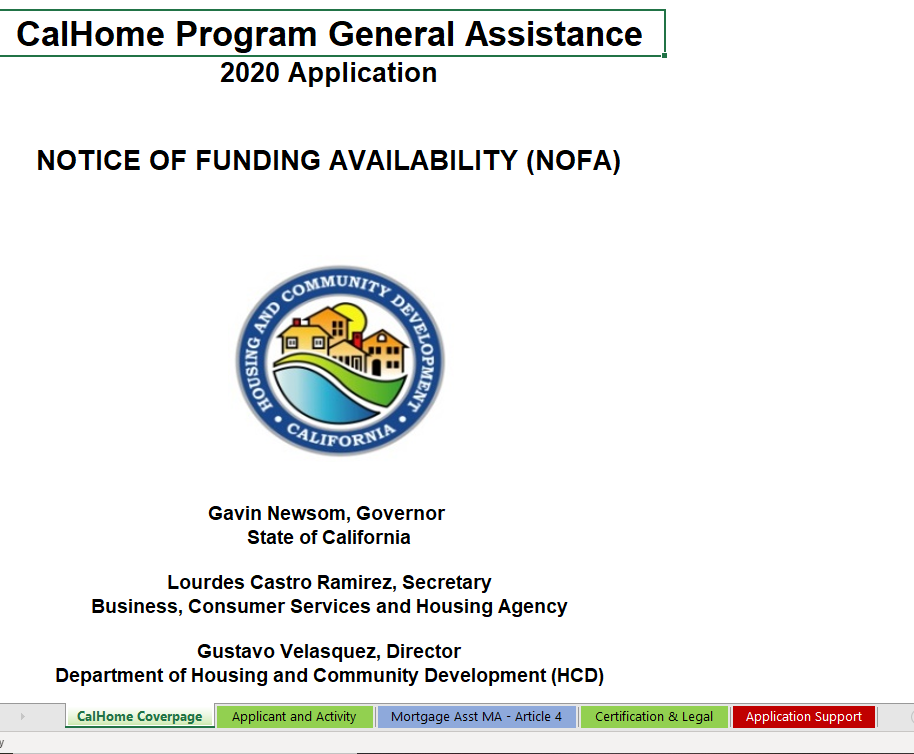 CalHome Program General Assistance
2020 Application
NOTICE OF FUNDING AVAILABILITY (NOFA)
HOUSING AND COMMUNITY DEVELOPMENT
• CALIFORNIA •
Gavin Newsom, Governor
State of California
Lourdes Castro Ramirez, Secretary
Business, Consumer Services and Housing Agency
Gustavo Velasquez, Director
Department of Housing and Community Development (HCD)
CalHome Coverpage
Applicant and Activity
Mortgage Asst MA - Article 4
Certification & Legal
Application Support